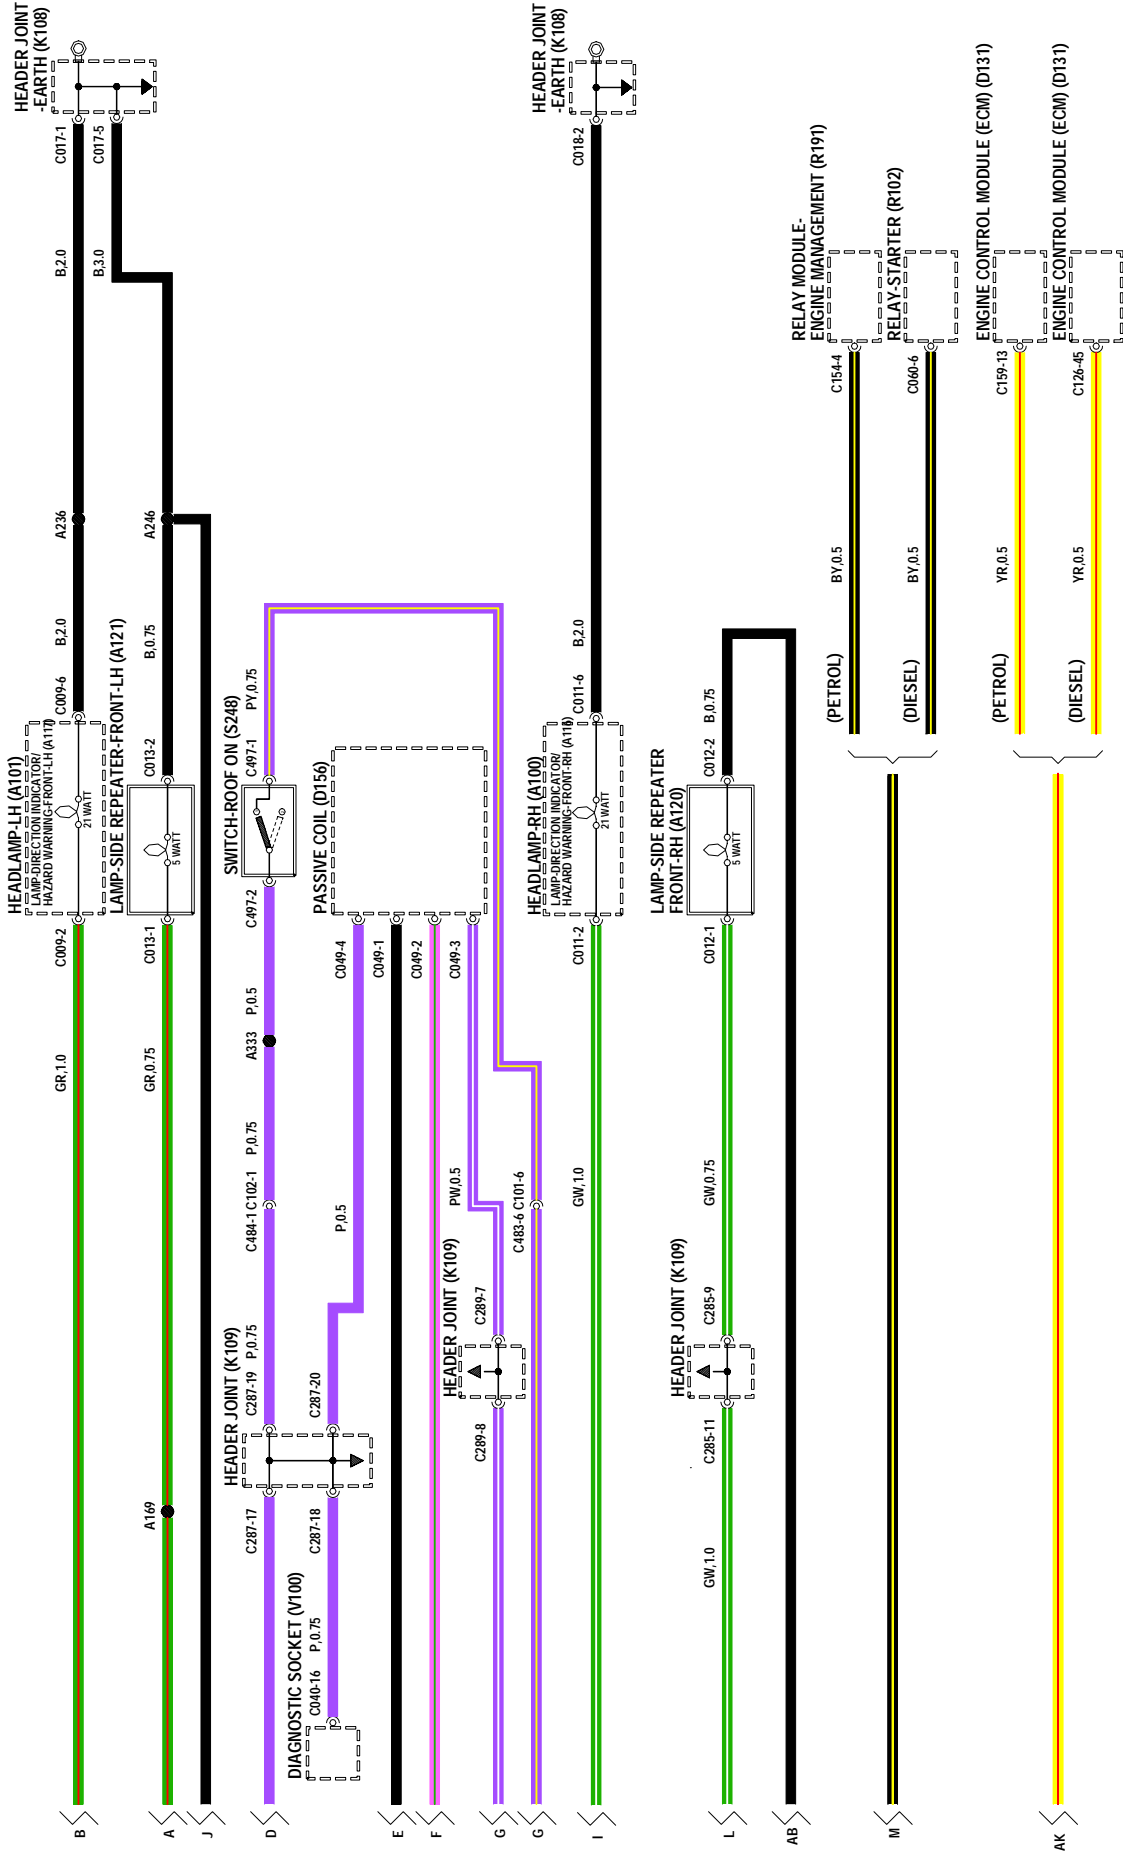 HEADER JOINT
-EARTH (K108)
C017-1
C017-5
B,2.0
B,3.0
A236
A246
B,2.0
B,0.75
C009-6
C013-2
HEADLAMP-LH (A101)
LAMP-DIRECTION INDICATOR/
HAZARD WARNING-FRONT-LH (A117)
21 WATT
LAMP-SIDE REPEATER-FRONT-LH (A121)
5 WATT
C009-2
C013-1
GR,1.0
GR,0.75
A169
B
A
J
SWITCH-ROOF ON (S248)
PY,0.75
C497-1
C497-2
P,0.5
A333
P,0.75
C484-1 C102-1
P,0.75
C287-19
HEADER JOINT (K109)
C287-20
C287-17
C287-18
P,0.5
DIAGNOSTIC SOCKET (V100)
C040-16
P,0.75
D
PASSIVE COIL (D156)
C049-4
C049-1
C049-2
C049-3
PW,0.5
C483-6 C101-6
HEADER JOINT (K109)
C289-7
C289-8
E
F
G
G
HEADER JOINT
-EARTH (K108)
C018-2
B,2.0
C011-6
HEADLAMP-RH (A100)
LAMP-DIRECTION INDICATOR/
HAZARD WARNING-FRONT-RH
21 WATT
C011-2
GW,1.0
I
LAMP-SIDE REPEATER
FRONT-RH (A120)
B,0.75
C012-2
5 WATT
C012-1
GW,0.75
HEADER JOINT (K109)
C285-9
C285-11
GW,1.0
L
AB
RELAY MODULE-
ENGINE MANAGEMENT (R191)
C154-4
BY,0.5
(PETROL)
RELAY-STARTER (R102)
C060-6
BY,0.5
(DIESEL)
M
ENGINE CONTROL MODULE (ECM) (D131)
C159-13
YR,0.5
(PETROL)
ENGINE CONTROL MODULE (ECM) (D131)
C126-45
YR,0.5
(DIESEL)
AK